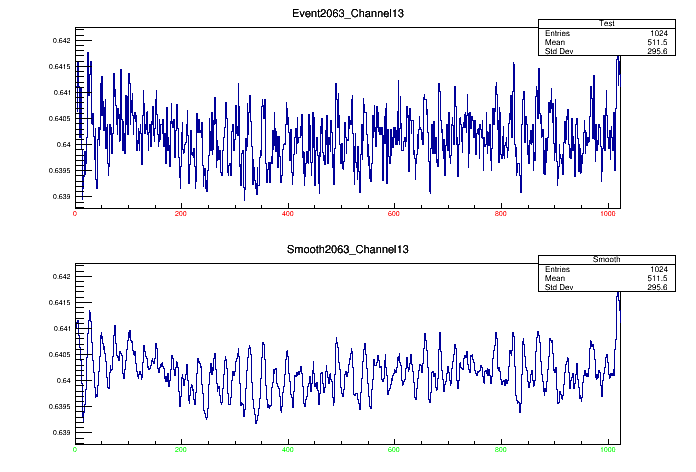 Event2063_Channel13
Test
Entries 1024
Mean 511.5
Std Dev 295.6
0.642
0.6415
0.641
0.6405
0.64
0.6395
0.639
0 200 400 600 800 1000
Smooth2063_Channel13
Smooth
Entries 1024
Mean 511.5
Std Dev 295.6
0.642
0.6415
0.641
0.6405
0.64
0.6395
0.639
0 200 400 600 800 1000